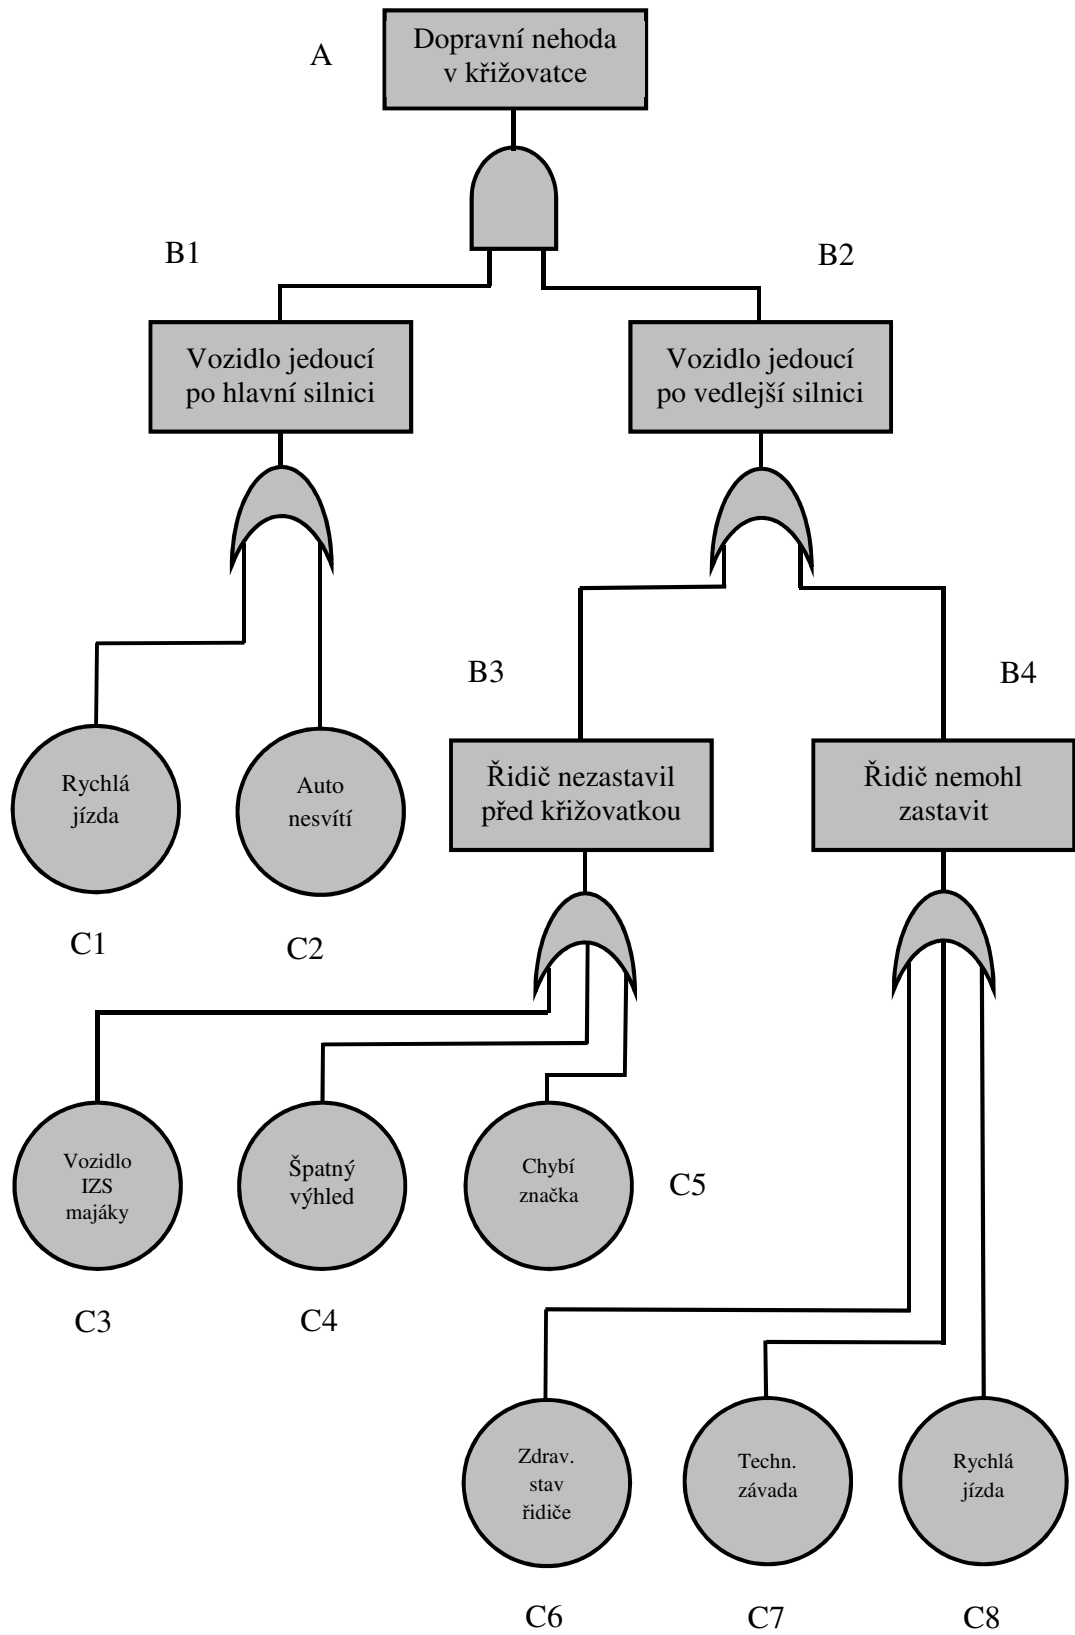 A
Dopravní nehoda
v křižovatce
B1
B2
Vozidlo jedoucí
po hlavní silnici
Vozidlo jedoucí
po vedlejší silnici
B3
B4
Rychlá
jízda
Auto
nesvítí
Řidič nezastavil
před křižovatkou
Řidič nemohl
zastavit
C1
C2
Vozidlo
IZS
majáky
Špatný
výhled
Chybí
značka
C5
C3
C4
Zdrav.
stav
řidiče
Techn.
závada
Rychlá
jízda
C6
C7
C8